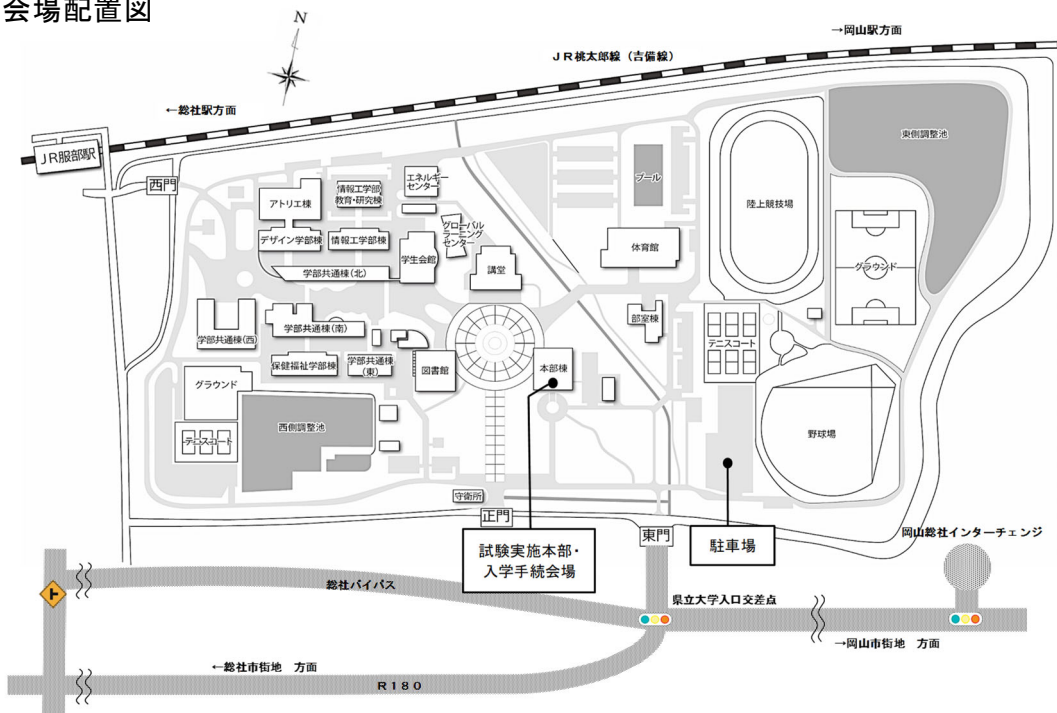 会場配置図
N
→岡山駅方面
JR桃太郎線（吉備線）
←総社駅方面
JR服部駅
西門
東側調整池
エネルギー
センター
情報工学部
教育・研究棟
アトリエ棟
プール
陸上競技場
グローバル
ラーニング
センター
デザイン学部棟
情報工学部棟
学生会館
体育館
講堂
学部共通棟(北)
グラウンド
部室棟
学部共通棟(南)
学部共通棟(西)
テニスコート
保健福祉学部棟
学部共通棟
(東)
図書館
本部棟
グラウンド
西側調整池
テニスコート
野球場
守衛所
正門
東門
試験実施本部・
入学手続会場
駐車場
岡山総社インターチェンジ
総社バイパス
県立大学入口交差点
→岡山市街地 方面
←総社市街地 方面
R180